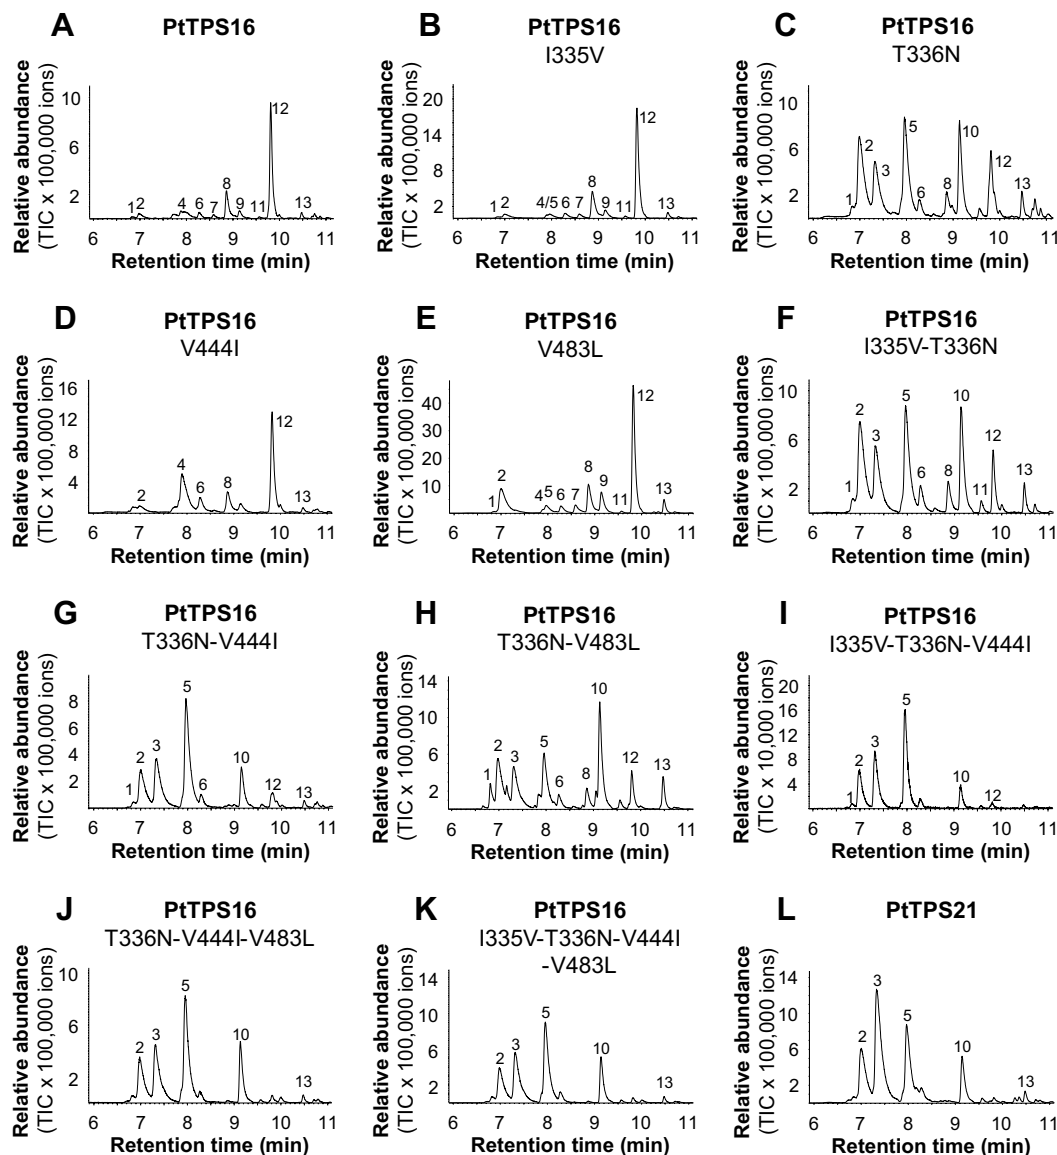 A
PtTPS16
Relative abundance
(TIC x 100,000 ions)
10
6
2
12
8
1 2 4 6 7 9 11 13
6 7 8 9 10 11
Retention time (min)
B
PtTPS16
I335V
Relative abundance
(TIC x 100,000 ions)
20
14
8
2
12
8
1 2 4/5 6 7 9 11 13
6 7 8 9 10 11
Retention time (min)
C
PtTPS16
T336N
Relative abundance
(TIC x 100,000 ions)
10
6
2
1 2 3 5 6 8 10 12 13
6 7 8 9 10 11
Retention time (min)
D
PtTPS16
V444I
Relative abundance
(TIC x 100,000 ions)
16
12
8
4
2 4 6 8 12 13
6 7 8 9 10 11
Retention time (min)
E
PtTPS16
V483L
Relative abundance
(TIC x 100,000 ions)
40
30
20
10
1 2 4 5 6 7 8 9 11 12 13
6 7 8 9 10 11
Retention time (min)
F
PtTPS16
I335V-T336N
Relative abundance
(TIC x 100,000 ions)
10
6
2
1 2 3 5 6 8 10 11 12 13
6 7 8 9 10 11
Retention time (min)
G
PtTPS16
T336N-V444I
Relative abundance
(TIC x 100,000 ions)
8
6
4
2
1 2 3 5 6 10 12 13
6 7 8 9 10 11
Retention time (min)
H
PtTPS16
T336N-V483L
Relative abundance
(TIC x 100,000 ions)
14
10
6
2
1 2 3 5 6 8 10 12 13
6 7 8 9 10 11
Retention time (min)
I
PtTPS16
I335V-T336N-V444I
Relative abundance
(TIC x 10,000 ions)
20
16
12
8
4
1 2 3 5 10 12
6 7 8 9 10 11
Retention time (min)
J
PtTPS16
T336N-V444I-V483L
Relative abundance
(TIC x 100,000 ions)
10
6
2
2 3 5 10 13
6 7 8 9 10 11
Retention time (min)
K
PtTPS16
I335V-T336N-V444I
-V483L
Relative abundance
(TIC x 100,000 ions)
14
10
6
2
2 3 5 10 13
6 7 8 9 10 11
Retention time (min)
L
PtTPS21
Relative abundance
(TIC x 100,000 ions)
14
10
6
2
2 3 5 10 13
6 7 8 9 10 11
Retention time (min)